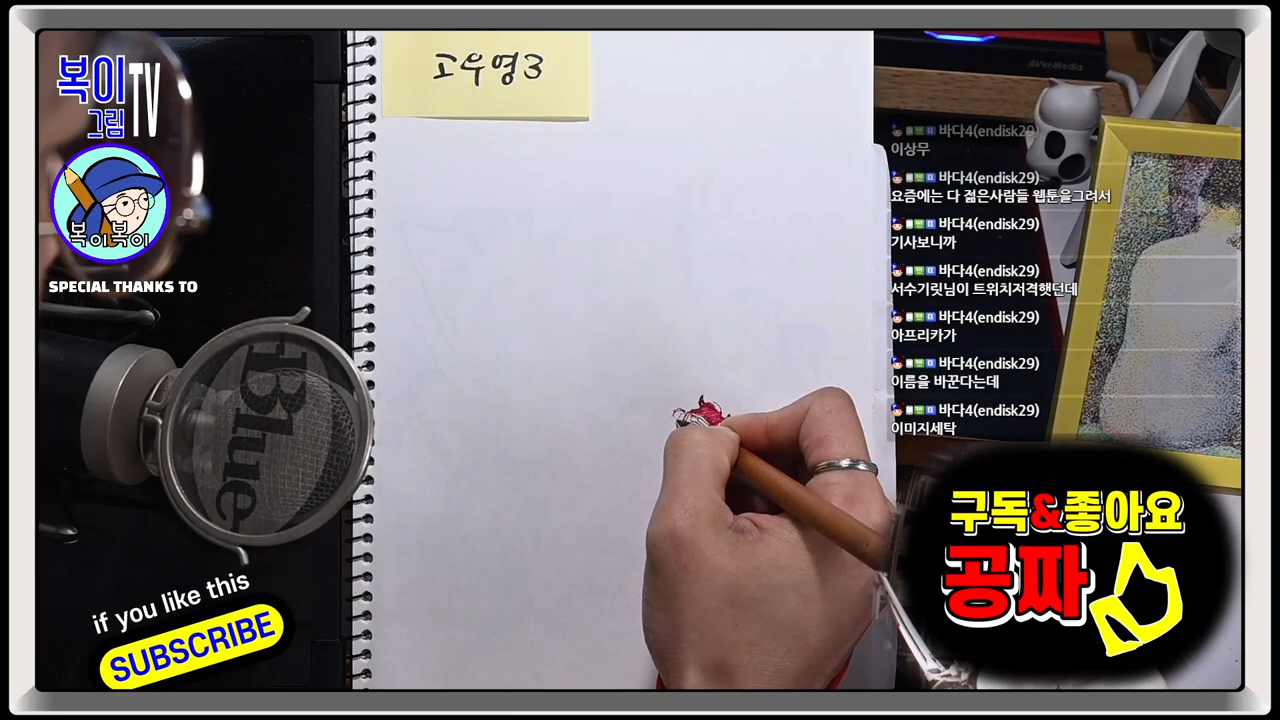 복이
그림
TV
복이복이
SPECIAL THANKS TO
Blue
if you like this
SUBSCRIBE
고우영3
AVerMedia
바다4(endisk29)
이상무
바다4(endisk29)
요즘에는 다 젊은사람들 웹툰을그려서
바다4(endisk29)
기사보니까
바다4(endisk29)
서수기릿님이 트위치저격햇던데
바다4(endisk29)
아프리카가
바다4(endisk29)
이름을 바꾼다는데
바다4(endisk29)
이미지세탁
구독&좋아요
공짜